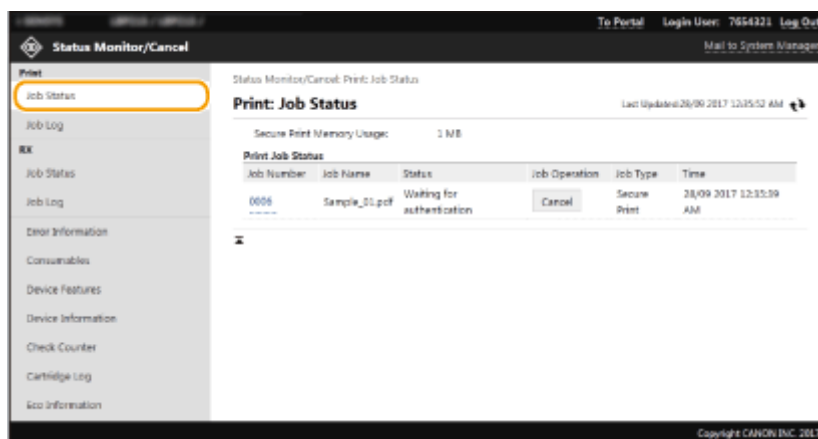 To Portal Login User: 7654321 Log Out
Status Monitor/Cancel
Mail to System Manager
Print
Job Status
Job Log
RX
Job Status
Job Log
Error Information
Consumables
Device Features
Device Information
Check Counter
Cartridge Log
Eco Information
Status Monitor/Cancel: Print: Job Status
Print: Job Status
Last Updated:28/09 2017 12:35:52 AM
Secure Print Memory Usage: 1 MB
Print Job Status
Job Number Job Name Status Job Operation Job Type Time
0006 Sample_01.pdf Waiting for authentication Cancel Secure Print 28/09 2017 12:35:39 AM
Copyright CANON INC. 2017